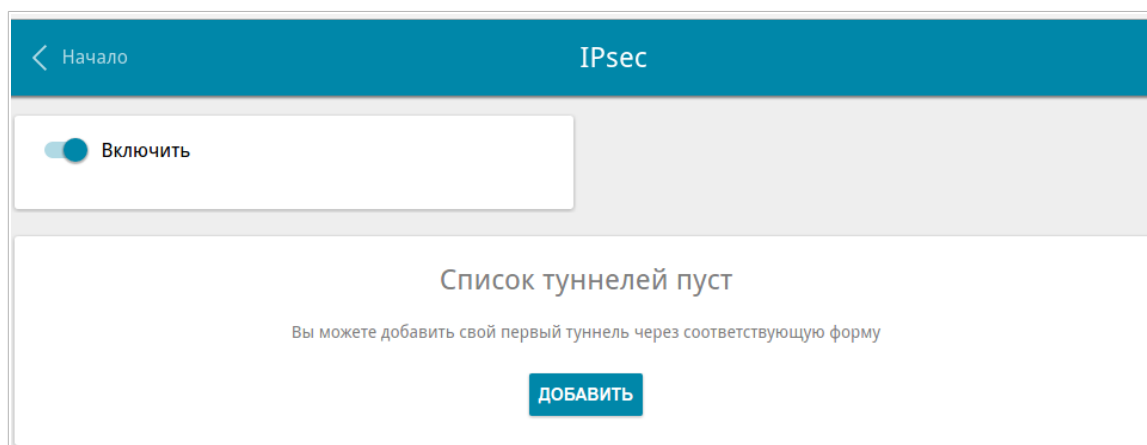 Начало
IPsec
Включить
Список туннелей пуст
Вы можете добавить свой первый туннель через соответствующую форму
ДОБАВИТЬ